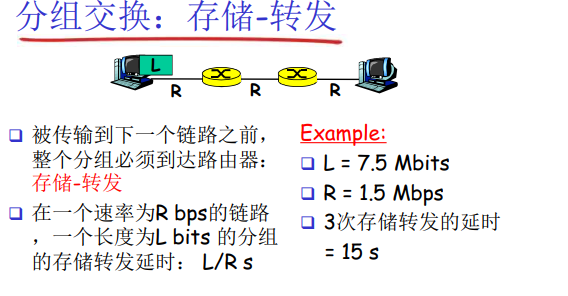 分组交换：存储-转发
L
R R R
被传输到下一个链路之前，
整个分组必须到达路由器：
存储-转发
在一个速率为R bps的链路
，一个长度为L bits 的分组
的存储转发延时： L/R s
Example:
L = 7.5 Mbits
R = 1.5 Mbps
3次存储转发的延时
= 15 s